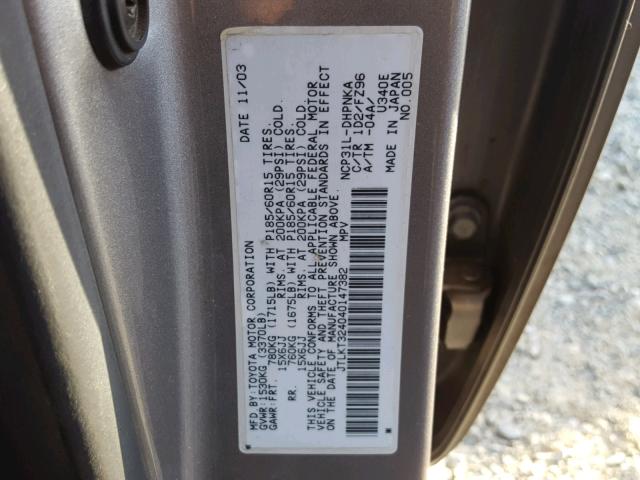 MFD.BY:TOYOTA MOTOR CORPORATION DATE 11/03
GVWR:1530KG (3370LB)
GAWR:FRT. 780KG (1715LB) WITH P185/60R15 TIRES.
15X6JJ RIMS. AT 200KPA (29PSI) COLD.
RR. 760KG (1675LB) WITH P185/60R15 TIRES.
15X6JJ RIMS. AT 200KPA (29PSI) COLD.
THIS VEHICLE CONFORMS TO ALL APPLICABLE FEDERAL MOTOR
VEHICLE SAFETY AND THEFT PREVENTION STANDARDS IN EFFECT
ON THE DATE OF MANUFACTURE SHOWN ABOVE.
JTLKT324040147382 MPV NCP31L-DHPNKA
C/TR 1D2/FZ96
A/TM -04A/ U340E
MADE IN JAPAN
NO.005